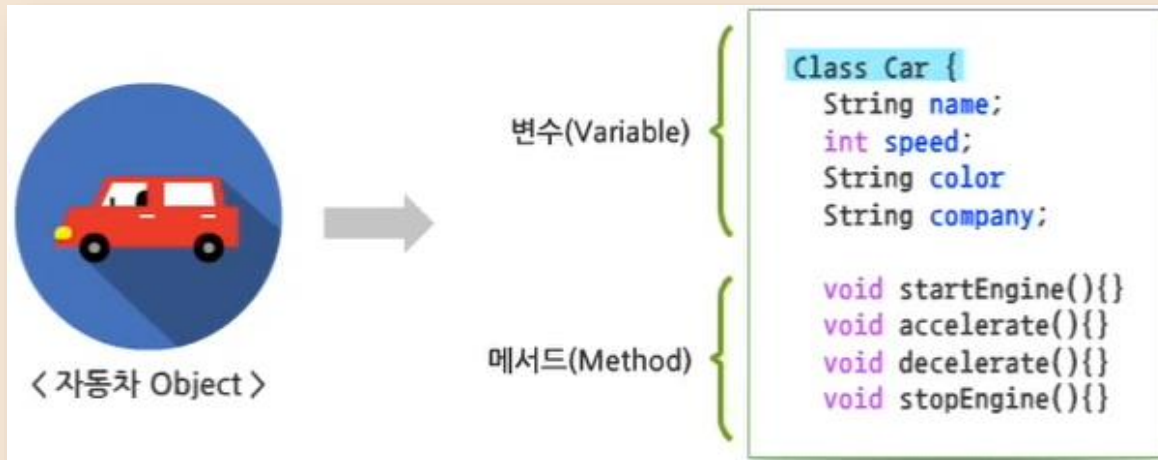 < 자동차 Object >
변수(Variable)
메서드(Method)
Class Car {
String name;
int speed;
String color
String company;
void startEngine(){}
void accelerate(){}
void decelerate(){}
void stopEngine(){}